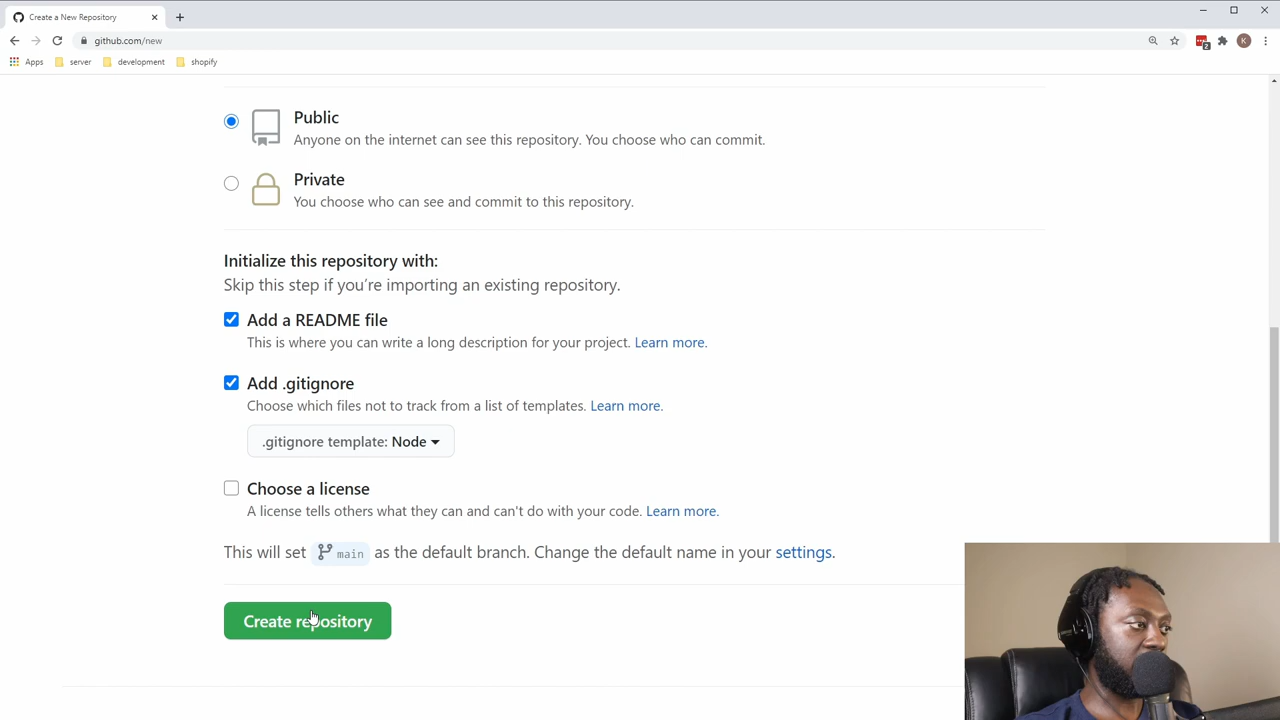 Create a New Repository
github.com/new
2
K
Apps
server
development
shopify
Public
Anyone on the internet can see this repository. You choose who can commit.
Private
You choose who can see and commit to this repository.
Initialize this repository with:
Skip this step if you're importing an existing repository.
Add a README file
This is where you can write a long description for your project. Learn more.
Add .gitignore
Choose which files not to track from a list of templates. Learn more.
.gitignore template: Node
Choose a license
A license tells others what they can and can't do with your code. Learn more.
This will set main as the default branch. Change the default name in your settings.
Create repository